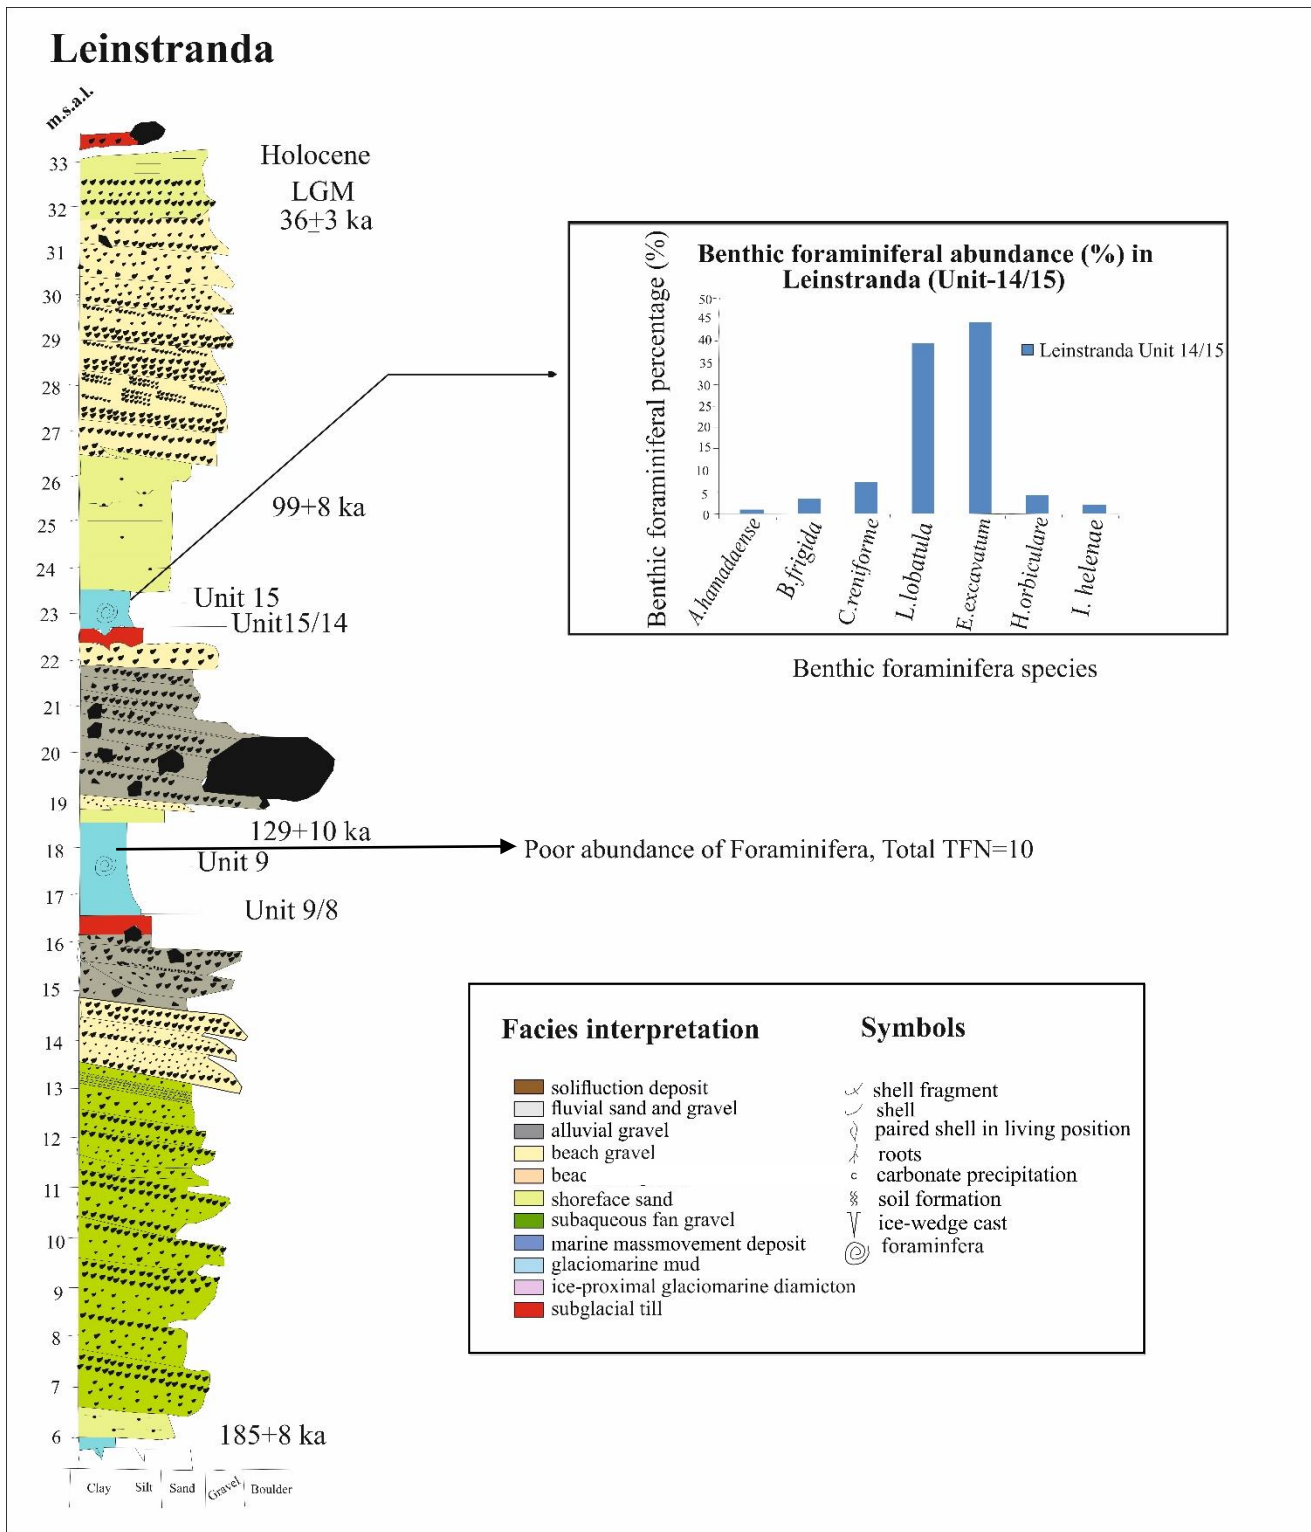 Leinstranda
m.s.a.l.
33
32
31
30
29
28
27
26
25
24
23
22
21
20
19
18
17
16
15
14
13
12
11
10
9
8
7
6
Holocene
LGM
36±3 ka
99+8 ka
Unit 15
Unit15/14
129+10 ka
Unit 9
Unit 9/8
185+8 ka
Clay Silt Sand Gravel Boulder
Benthic foraminiferal abundance (%) in
Leinstranda (Unit-14/15)
Benthic foraminiferal percentage (%)
50
45
40
35
30
25
20
15
10
5
0
Leinstranda Unit 14/15
A.hamadaense
B.frigida
C.reniforme
L.lobatula
E.excavatum
H.orbiculare
I. helenae
Benthic foraminifera species
Poor abundance of Foraminifera, Total TFN=10
Facies interpretation
solifluction deposit
fluvial sand and gravel
alluvial gravel
beach gravel
beac
shoreface sand
subaqueous fan gravel
marine massmovement deposit
glaciomarine mud
ice-proximal glaciomarine diamicton
subglacial till
Symbols
shell fragment
shell
paired shell in living position
roots
c carbonate precipitation
soil formation
ice-wedge cast
foraminfera